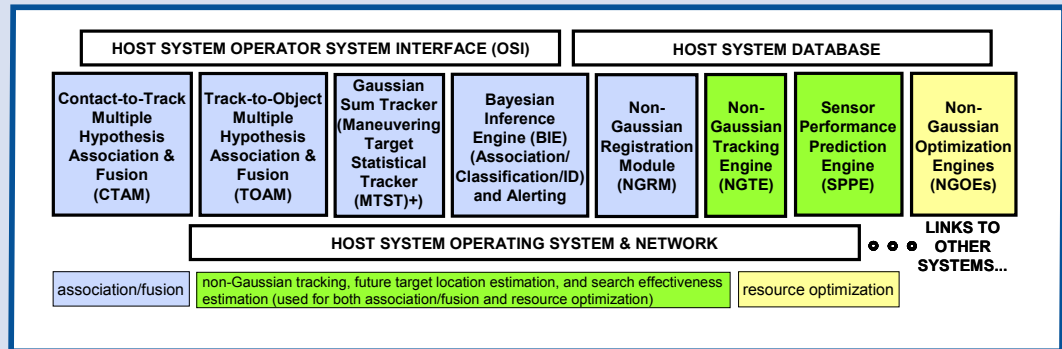 HOST SYSTEM OPERATOR SYSTEM INTERFACE (OSI)
HOST SYSTEM DATABASE
Contact-to-Track
Multiple
Hypothesis
Association &
Fusion
(CTAM)
Track-to-Object
Multiple
Hypothesis
Association &
Fusion
(TOAM)
Gaussian
Sum Tracker
(Maneuvering
Target
Statistical
Tracker
(MTST)+)
Bayesian
Inference
Engine (BIE)
(Association/
Classification/ID)
and Alerting
Non-
Gaussian
Registration
Module
(NGRM)
Non-
Gaussian
Tracking
Engine
(NGTE)
Sensor
Performance
Prediction
Engine
(SPPE)
Non-
Gaussian
Optimization
Engines
(NGOEs)
HOST SYSTEM OPERATING SYSTEM & NETWORK
LINKS TO
OTHER
SYSTEMS...
association/fusion
non-Gaussian tracking, future target location estimation, and search effectiveness
estimation (used for both association/fusion and resource optimization)
resource optimization